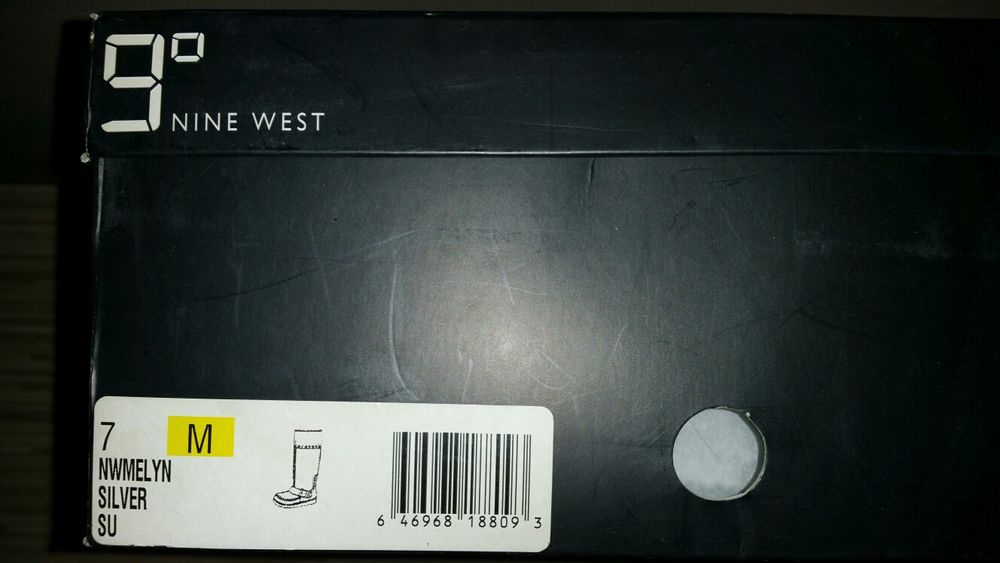 9°
NINE WEST
7 M
NWMELYN
SILVER
SU
6 46968 18809 3